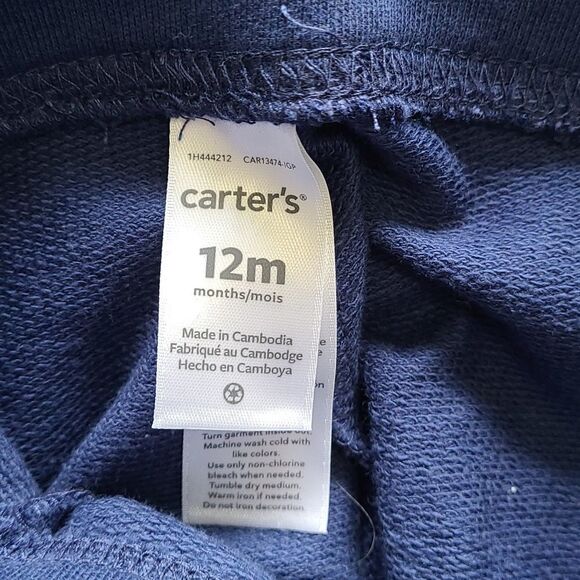 1H444212 CAR13474-IGP
carter's®
12m
months/mois
Made in Cambodia
Fabriqué au Cambodge
Hecho en Camboya
Turn garment inside out.
Machine wash cold with
like colors.
Use only non-chlorine
bleach when needed.
Tumble dry medium.
Warm iron if needed.
Do not iron decoration.